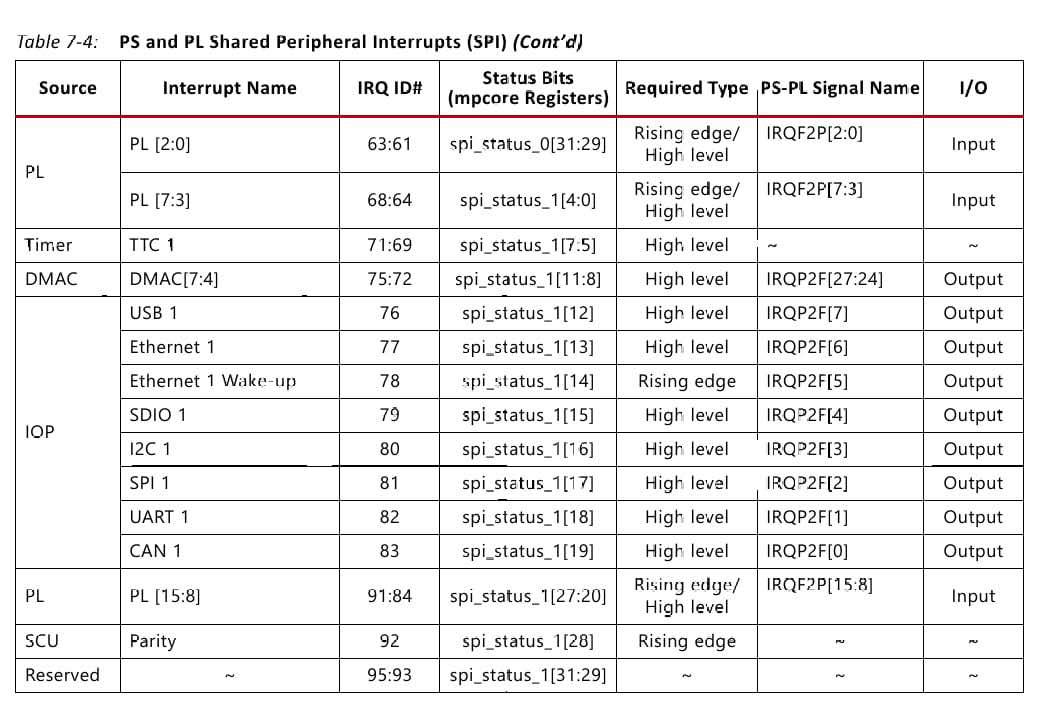 Table 7-4: PS and PL Shared Peripheral Interrupts (SPI) (Cont'd)
Source Interrupt Name IRQ ID# Status Bits (mpcore Registers) Required Type PS-PL Signal Name I/O
PL PL [2:0] 63:61 spi_status_0[31:29] Rising edge/ High level IRQF2P[2:0] Input
PL [7:3] 68:64 spi_status_1[4:0] Rising edge/ High level IRQF2P[7:3] Input
Timer TTC 1 71:69 spi_status_1[7:5] High level ~ ~
DMAC DMAC[7:4] 75:72 spi_status_1[11:8] High level IRQP2F[27:24] Output
IOP USB 1 76 spi_status_1[12] High level IRQP2F[7] Output
Ethernet 1 77 spi_status_1[13] High level IRQP2F[6] Output
Ethernet 1 Wake-up 78 spi_status_1[14] Rising edge IRQP2F[5] Output
SDIO 1 79 spi_status_1[15] High level IRQP2F[4] Output
I2C 1 80 spi_status_1[16] High level IRQP2F[3] Output
SPI 1 81 spi_status_1[17] High level IRQP2F[2] Output
UART 1 82 spi_status_1[18] High level IRQP2F[1] Output
CAN 1 83 spi_status_1[19] High level IRQP2F[0] Output
PL PL [15:8] 91:84 spi_status_1[27:20] Rising edge/ High level IRQF2P[15:8] Input
SCU Parity 92 spi_status_1[28] Rising edge ~ ~
Reserved ~ 95:93 spi_status_1[31:29] ~ ~ ~